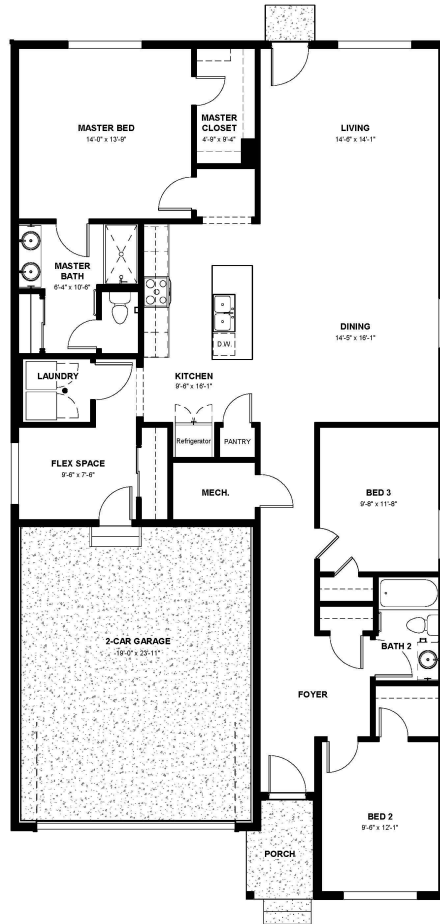 MASTER BED
14'-0" x 13'-9"
MASTER
CLOSET
4'-9" x 9'-4"
LIVING
14'-6" x 14'-1"
MASTER
BATH
6'-4" x 10'-8"
D.W.
DINING
14'-5" x 16'-1"
LAUNDRY
KITCHEN
9'-6" x 16'-1"
Refrigerator
PANTRY
FLEX SPACE
9'-6" x 7'-6"
MECH.
BED 3
9'-8" x 11'-8"
2-CAR GARAGE
19'-0" x 23'-11"
BATH 2
FOYER
BED 2
9'-6" x 12'-1"
PORCH